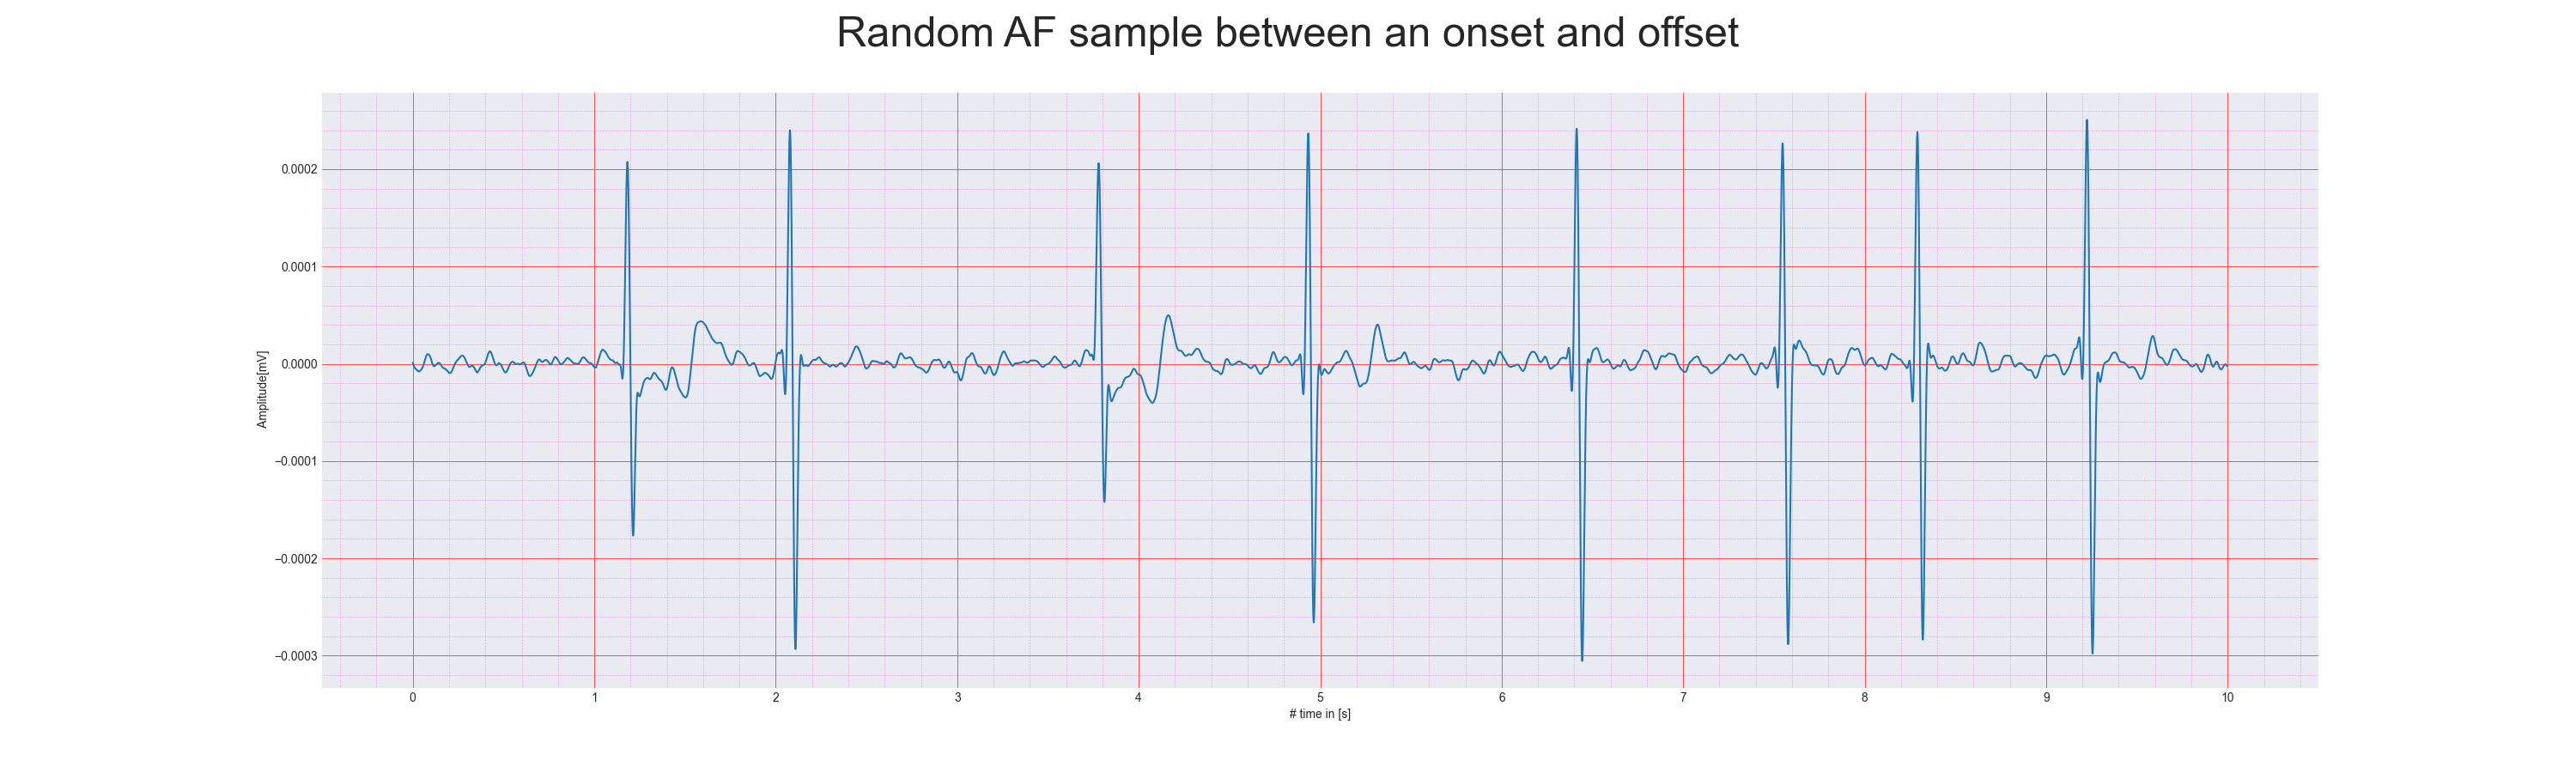 Random AF sample between an onset and offset
0.0002
0.0001
0.0000
−0.0001
−0.0002
−0.0003
Amplitude[mV]
0 1 2 3 4 5 6 7 8 9 10
# time in [s]